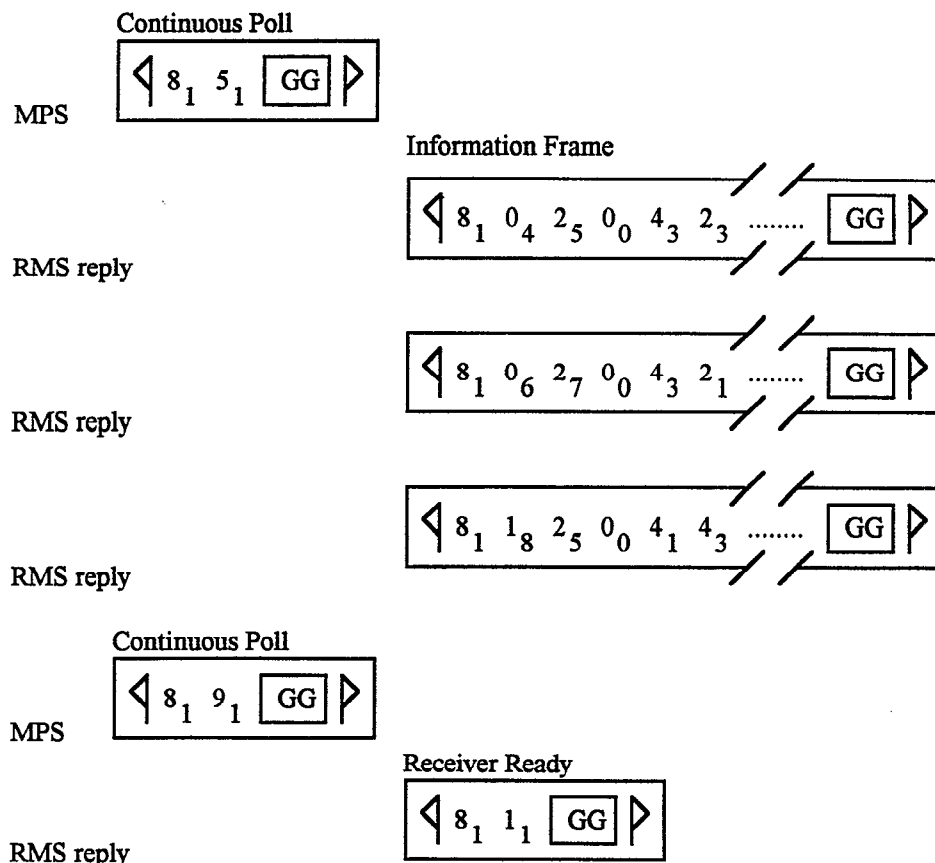 Continuous Poll
8₁ 5₁ GG
MPS
Information Frame
8₁ 0₄ 2₅ 0₀ 4₃ 2₃ ........ GG
RMS reply
8₁ 0₆ 2₇ 0₀ 4₃ 2₁ ........ GG
RMS reply
8₁ 1₈ 2₅ 0₀ 4₁ 4₃ ........ GG
RMS reply
Continuous Poll
8₁ 9₁ GG
MPS
Receiver Ready
8₁ 1₁ GG
RMS reply